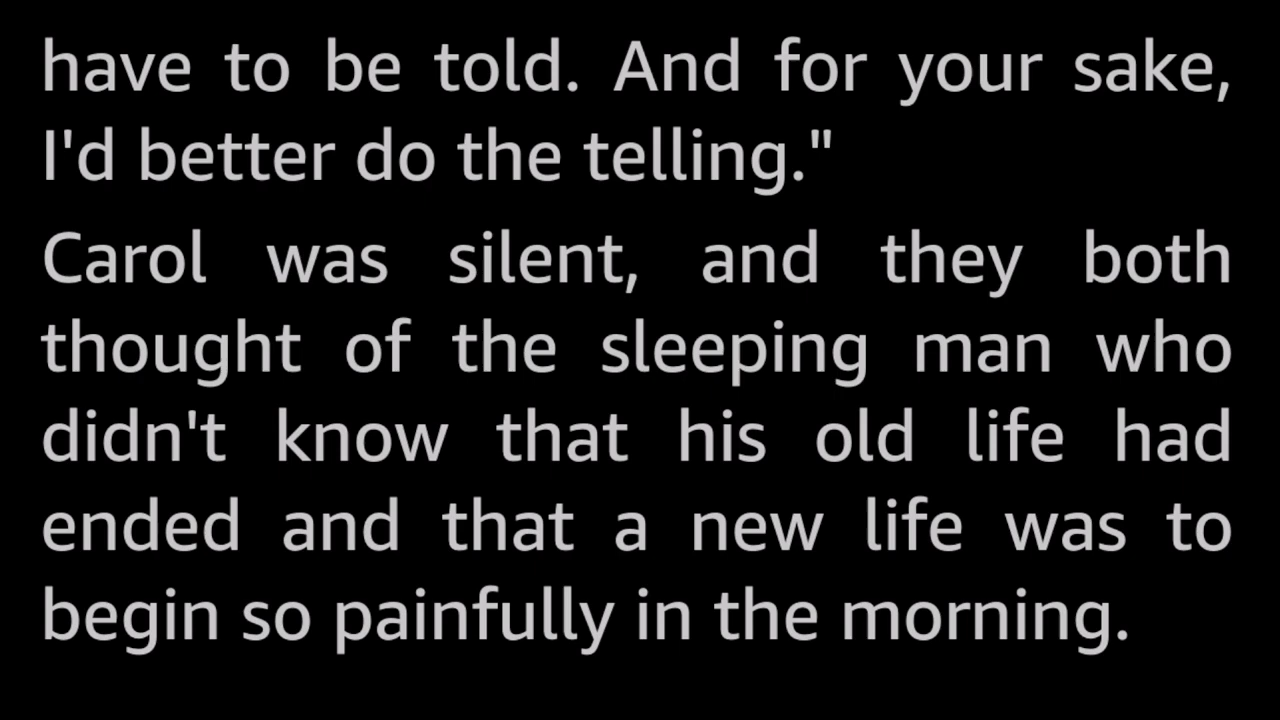 have to be told. And for your sake,
I'd better do the telling."
Carol was silent, and they both
thought of the sleeping man who
didn't know that his old life had
ended and that a new life was to
begin so painfully in the morning.